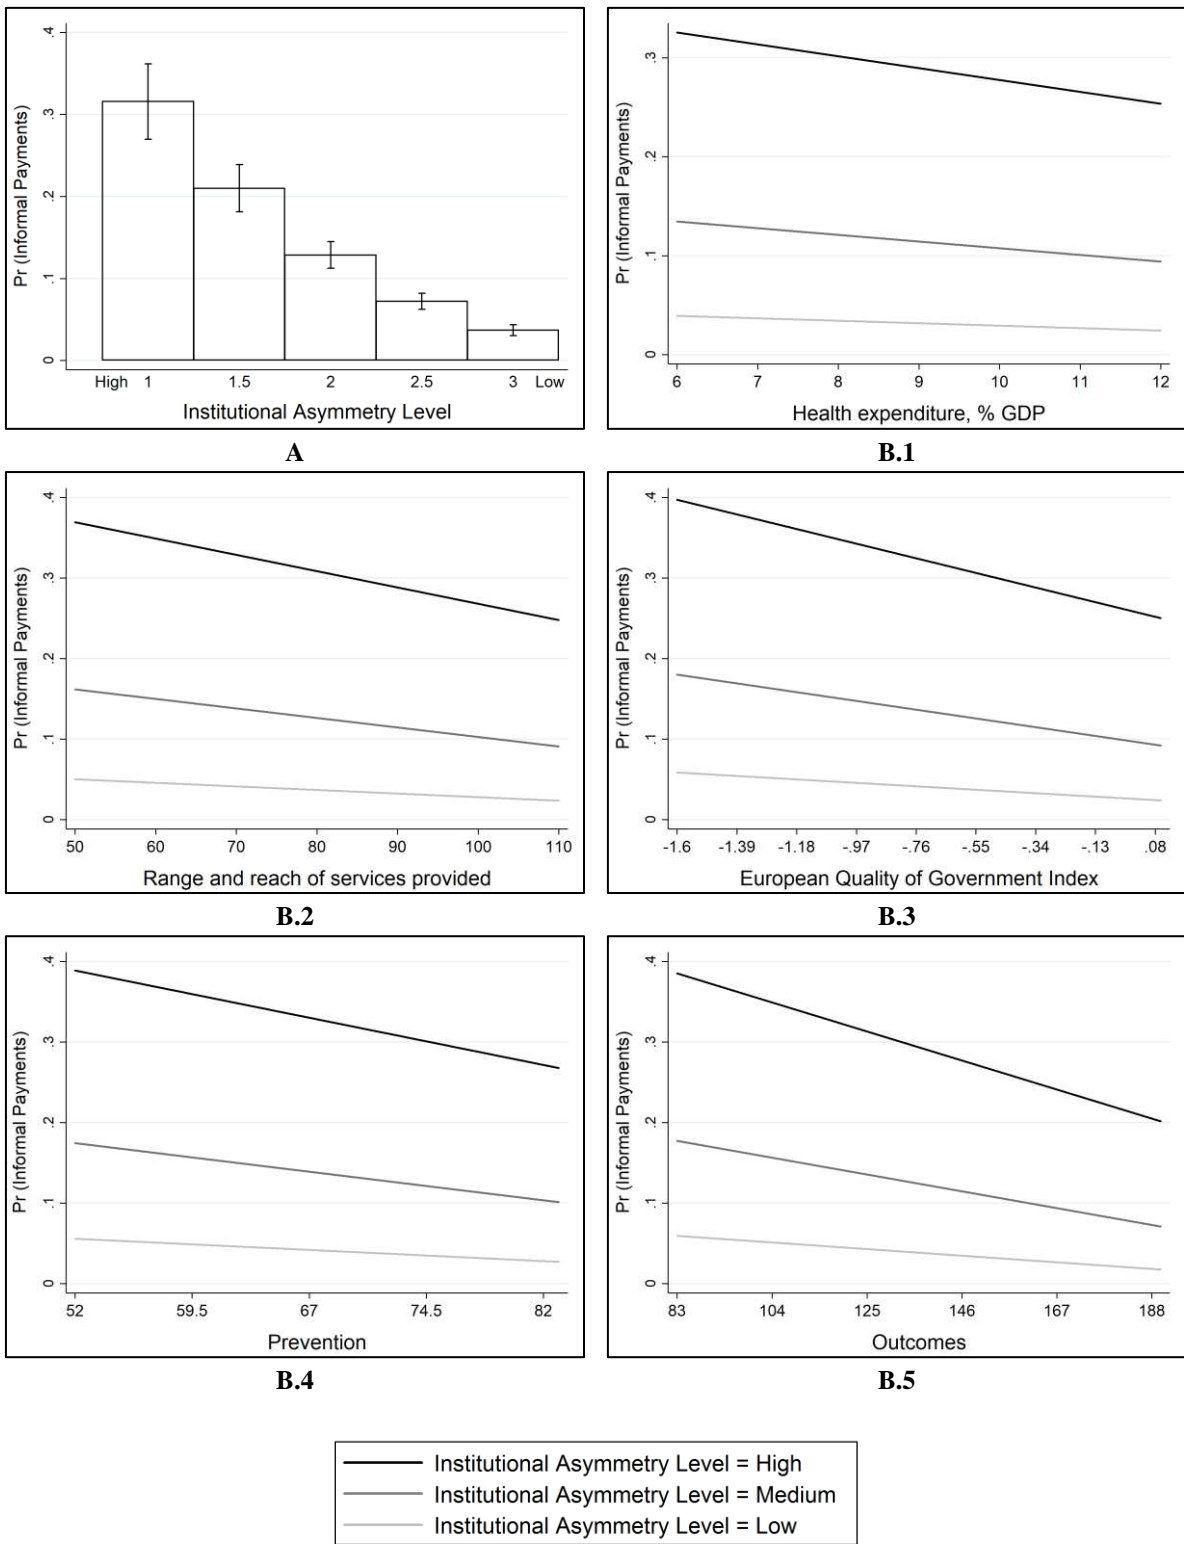 Pr (Informal Payments)
.4
.3
.2
.1
0
High 1 1.5 2 2.5 3 Low
Institutional Asymmetry Level
A
Pr (Informal Payments)
.3
.2
.1
0
6 7 8 9 10 11 12
Health expenditure, % GDP
B.1
Pr (Informal Payments)
.4
.3
.2
.1
0
50 60 70 80 90 100 110
Range and reach of services provided
B.2
Pr (Informal Payments)
.4
.3
.2
.1
0
-1.6 -1.39 -1.18 -.97 -.76 -.55 -.34 -.13 .08
European Quality of Government Index
B.3
Pr (Informal Payments)
.4
.3
.2
.1
0
52 59.5 67 74.5 82
Prevention
B.4
Pr (Informal Payments)
.4
.3
.2
.1
0
83 104 125 146 167 188
Outcomes
B.5
Institutional Asymmetry Level = High
Institutional Asymmetry Level = Medium
Institutional Asymmetry Level = Low